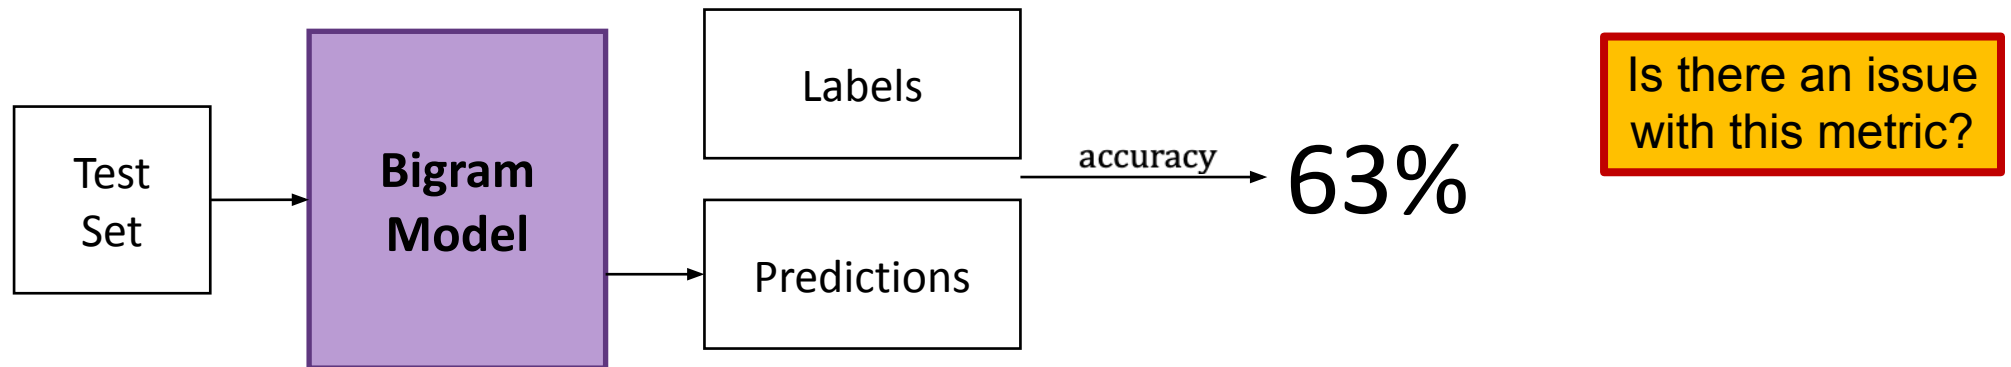 Test
Set
Bigram
Model
Labels
Predictions
accuracy
63%
Is there an issue
with this metric?